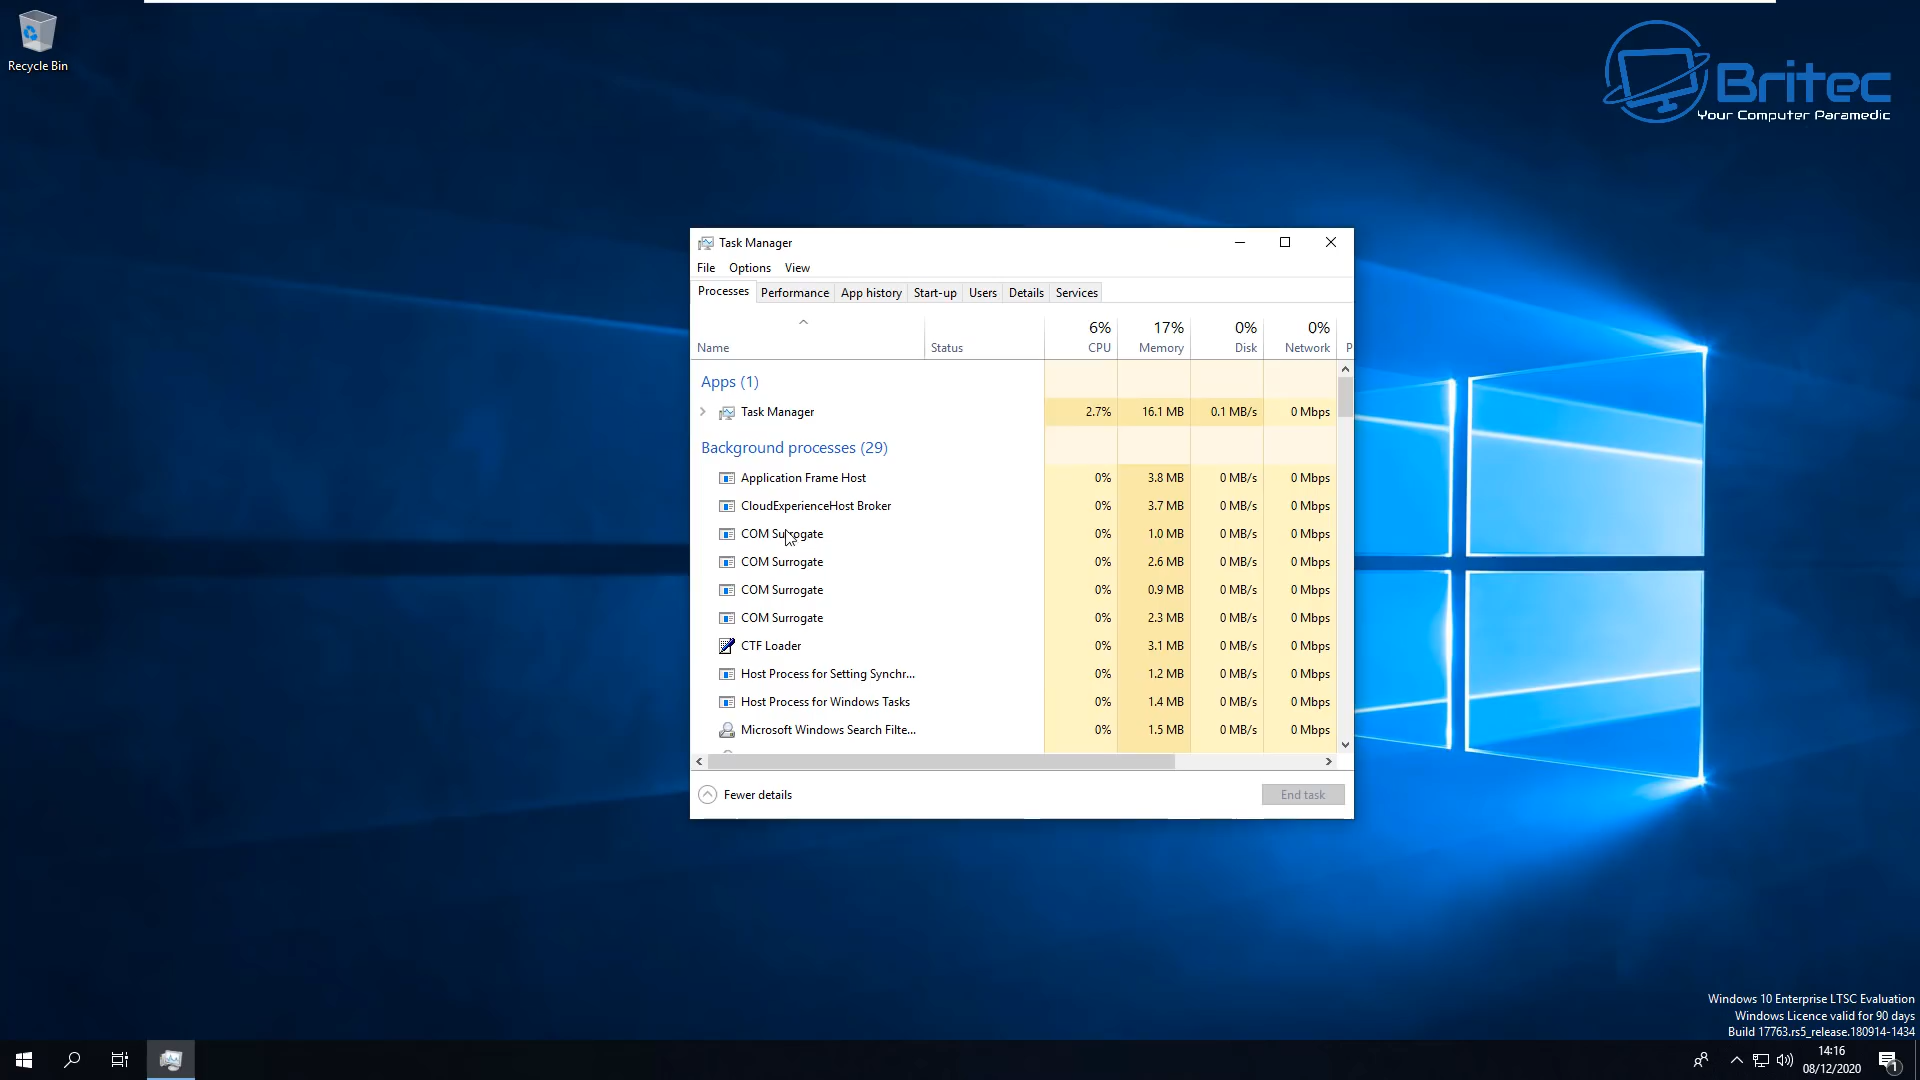 Recycle Bin
Britec
Your Computer Paramedic
Task Manager
File Options View
Processes Performance App history Start-up Users Details Services
6% 17% 0% 0%
Name Status CPU Memory Disk Network P
Apps (1)
Task Manager 2.7% 16.1 MB 0.1 MB/s 0 Mbps
Background processes (29)
Application Frame Host 0% 3.8 MB 0 MB/s 0 Mbps
CloudExperienceHost Broker 0% 3.7 MB 0 MB/s 0 Mbps
COM Surrogate 0% 1.0 MB 0 MB/s 0 Mbps
COM Surrogate 0% 2.6 MB 0 MB/s 0 Mbps
COM Surrogate 0% 0.9 MB 0 MB/s 0 Mbps
COM Surrogate 0% 2.3 MB 0 MB/s 0 Mbps
CTF Loader 0% 3.1 MB 0 MB/s 0 Mbps
Host Process for Setting Synchr... 0% 1.2 MB 0 MB/s 0 Mbps
Host Process for Windows Tasks 0% 1.4 MB 0 MB/s 0 Mbps
Microsoft Windows Search Filte... 0% 1.5 MB 0 MB/s 0 Mbps
Fewer details End task
Windows 10 Enterprise LTSC Evaluation
Windows Licence valid for 90 days
Build 17763.rs5_release.180914-1434
14:16
08/12/2020
1